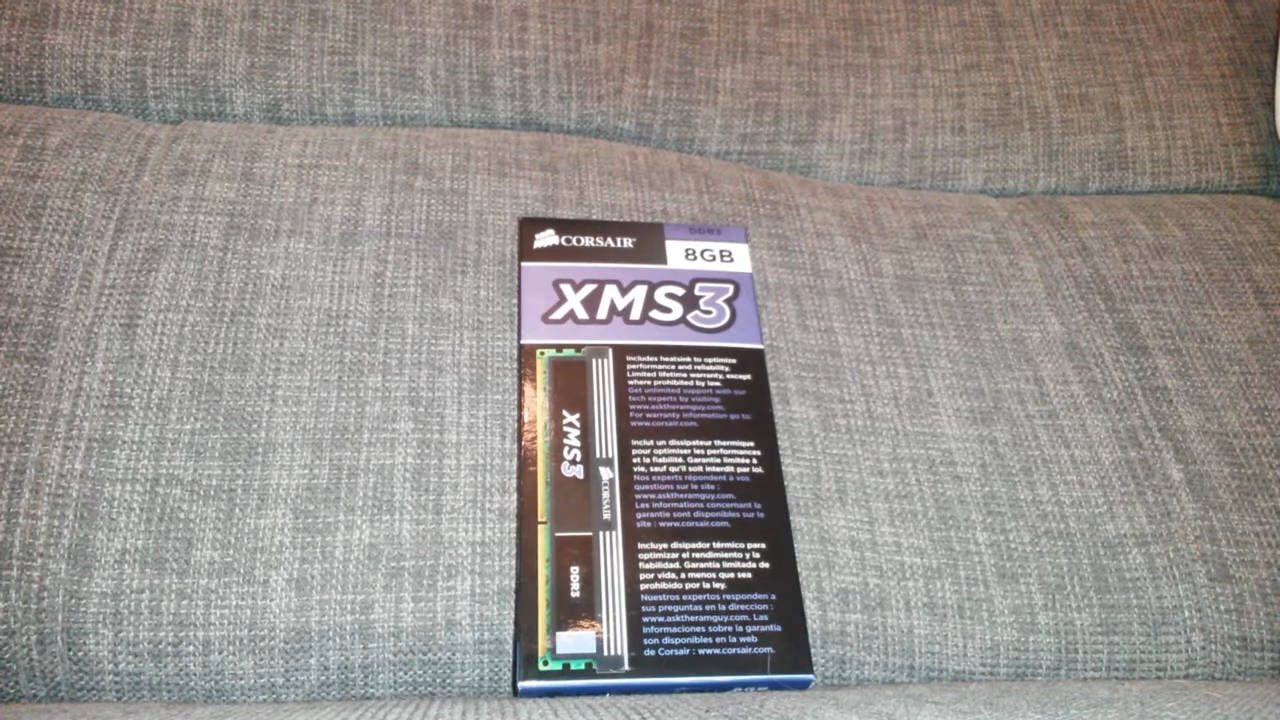 CORSAIR
DDR3
8GB
XMS3
Includes heatsink to optimize
performance and reliability.
Limited lifetime warranty, except
where prohibited by law.
Get unlimited support with our
tech experts by visiting:
www.asktheramguy.com.
For warranty information go to:
www.corsair.com.
Inclut un dissipateur thermique
pour optimiser les performances
et la fiabilité. Garantie limitée à
vie, sauf qu'il soit interdit par loi.
Nos experts répondent à vos
questions sur le site :
www.asktheramguy.com.
Les informations concernant la
garantie sont disponibles sur le
site : www.corsair.com.
Incluye disipador térmico para
optimizar el rendimiento y la
fiabilidad. Garantía limitada de
por vida, a menos que sea
prohibido por la ley.
Nuestros expertos responden a
sus preguntas en la direccion :
www.asktheramguy.com. Las
informaciones sobre la garantia
son disponibles en la web
de Corsair : www.corsair.com.
XMS3
CORSAIR
DDR3